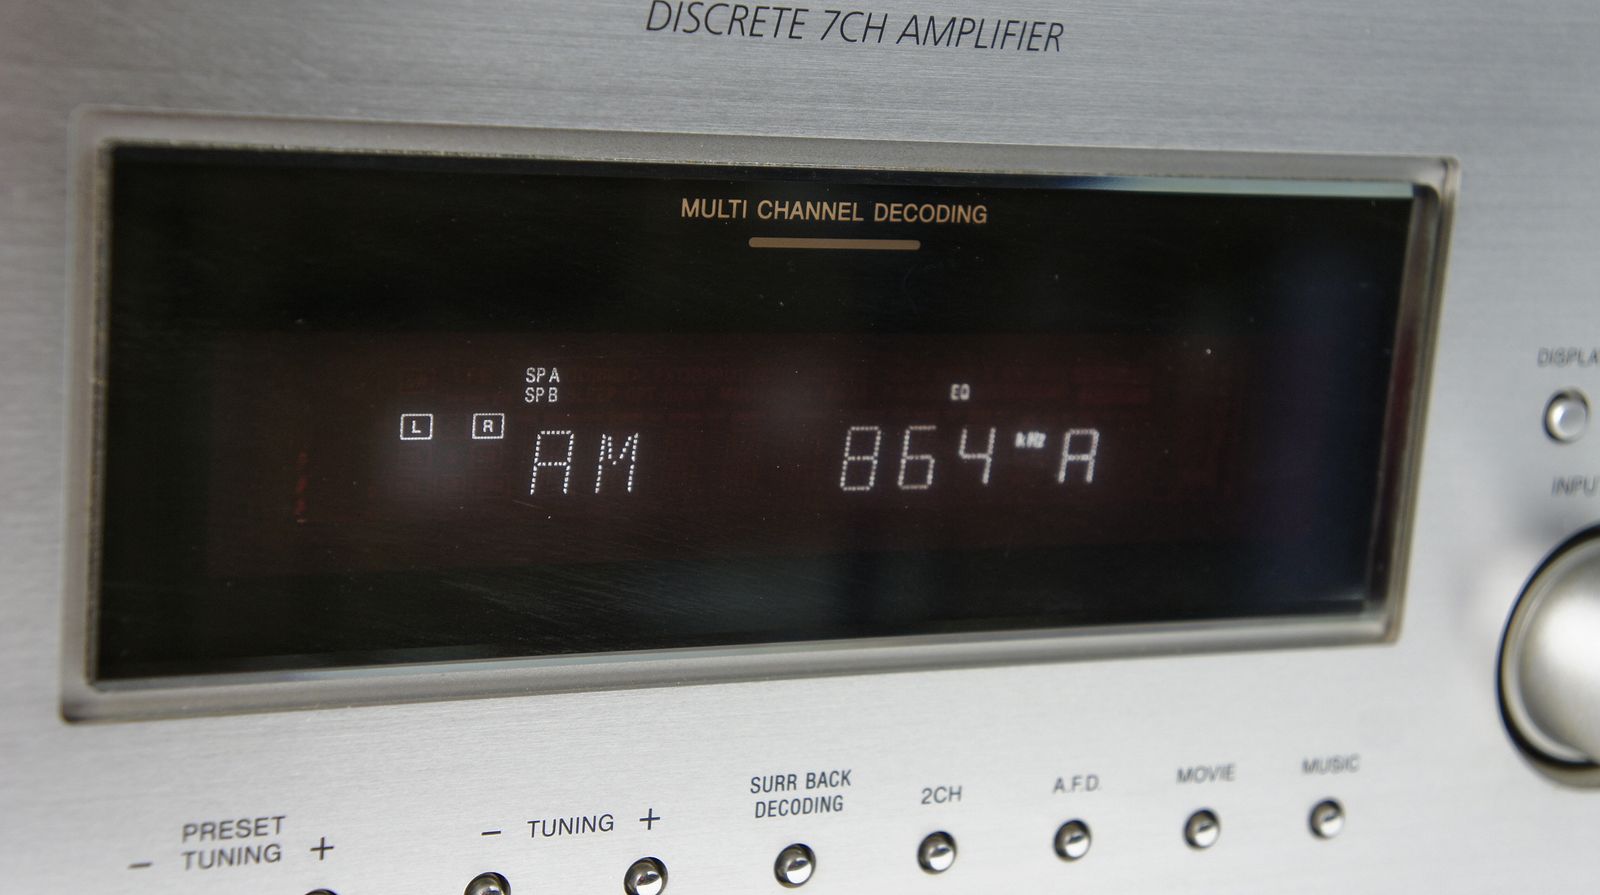 DISCRETE 7CH AMPLIFIER
MULTI CHANNEL DECODING
SP A
SP B
EQ
L R AM 864 kHz A
DISPLA
INPU
SURR BACK
DECODING
2CH
A.F.D.
MOVIE
MUSIC
PRESET
− TUNING +
− TUNING +